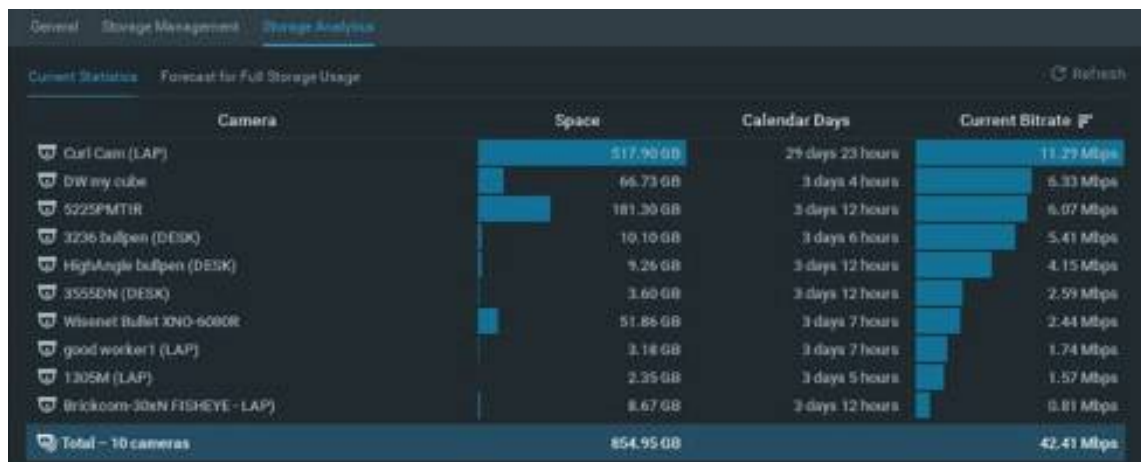 General Storage Management Storage Analytics
Current Statistics Forecast for Full Storage Usage Refresh
Camera Space Calendar Days Current Bitrate
Curl Cam (LAP) 517.90 GB 29 days 23 hours 11.29 Mbps
DW my cube 66.73 GB 3 days 4 hours 6.33 Mbps
5225PMTIR 181.30 GB 3 days 12 hours 6.07 Mbps
3236 bullpen (DESK) 10.10 GB 3 days 6 hours 5.41 Mbps
HighAngle bullpen (DESK) 9.26 GB 3 days 12 hours 4.15 Mbps
3555DN (DESK) 3.60 GB 3 days 12 hours 2.59 Mbps
Wisenet Bullet XNO-6080R 51.86 GB 3 days 7 hours 2.44 Mbps
good worker1 (LAP) 3.18 GB 3 days 7 hours 1.74 Mbps
1305M (LAP) 2.35 GB 3 days 5 hours 1.57 Mbps
Brickcom-30xN FISHEYE - LAP) 8.67 GB 3 days 12 hours 0.81 Mbps
Total – 10 cameras 854.95 GB 42.41 Mbps